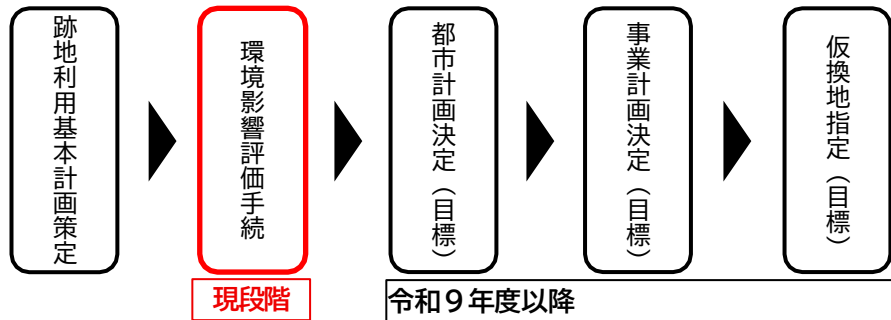 跡地利用基本計画策定
環境影響評価手続
都市計画決定（目標）
事業計画決定（目標）
仮換地指定（目標）
現段階
令和９年度以降